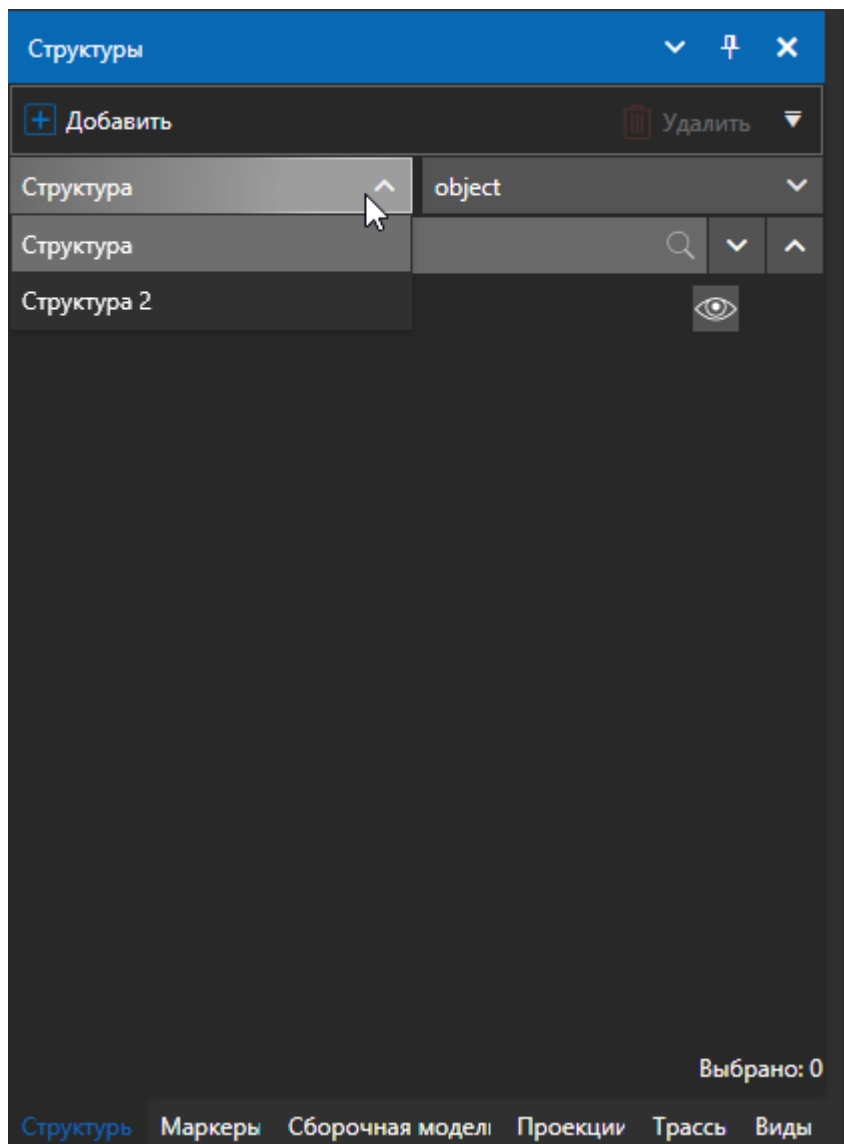 Структуры
Добавить Удалить
Структура object
Структура
Структура 2
Выбрано: 0
Структурь Маркеры Сборочная модел Проекции Трассь Виды